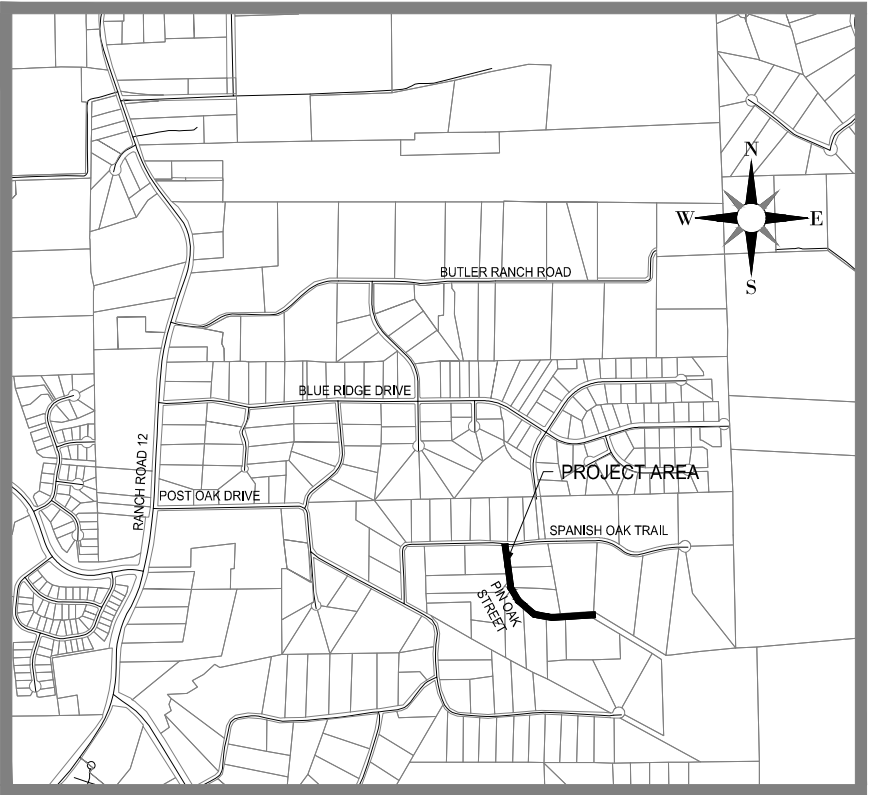 N
W
E
S
BUTLER RANCH ROAD
BLUE RIDGE DRIVE
RANCH ROAD 12
PROJECT AREA
POST OAK DRIVE
SPANISH OAK TRAIL
PIN OAK
STREET